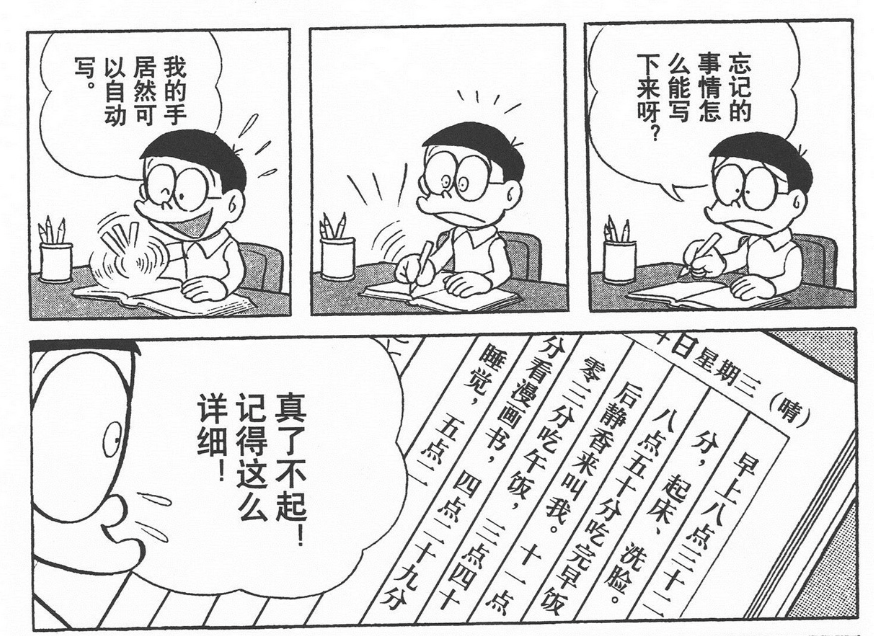 忘记的
事情怎
么能写
下来呀？
我的手
居然可
以自动
写。
日星期三（晴）
早上八点三十二
分，起床、洗脸。
八点五十分吃完早饭
后静香来叫我。十一点
零三分吃午饭，三点四十
分看漫画书，四点二十九分
睡觉，五点二
真了不起！
记得这么
详细！